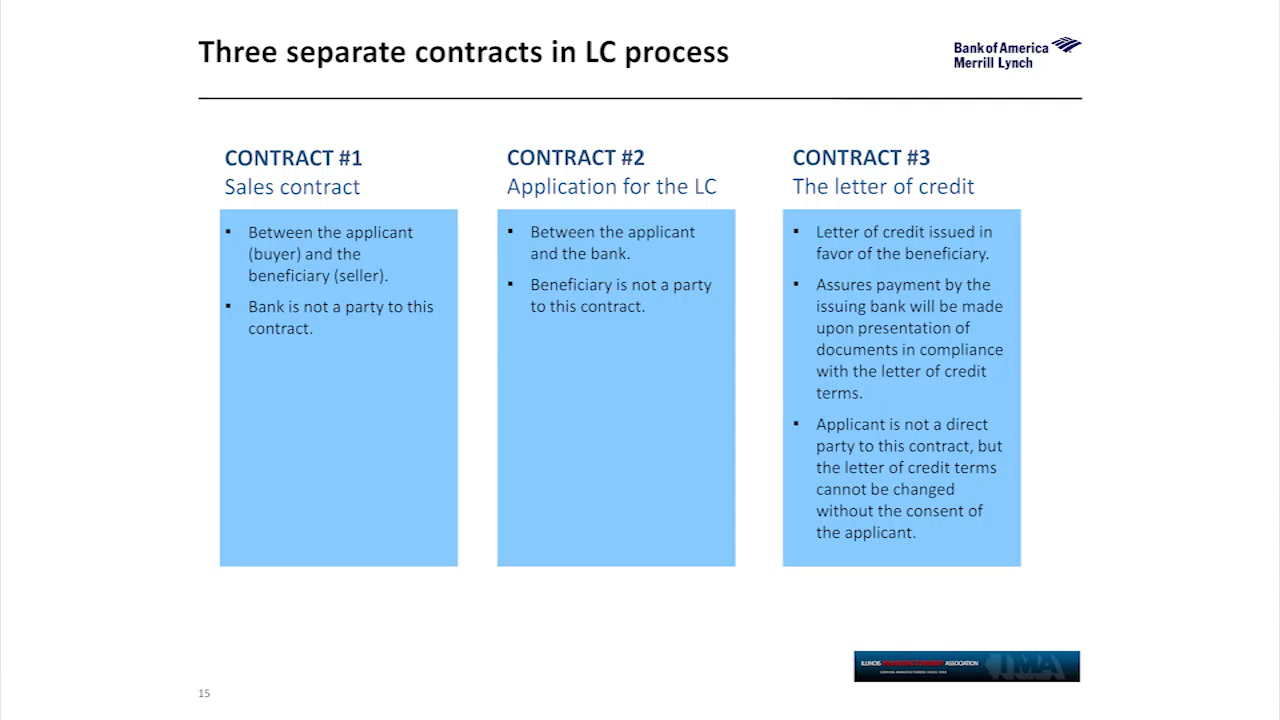 Three separate contracts in LC process
Bank of America
Merrill Lynch
CONTRACT #1
Sales contract
▪ Between the applicant
(buyer) and the
beneficiary (seller).
▪ Bank is not a party to this
contract.
CONTRACT #2
Application for the LC
▪ Between the applicant
and the bank.
▪ Beneficiary is not a party
to this contract.
CONTRACT #3
The letter of credit
▪ Letter of credit issued in
favor of the beneficiary.
▪ Assures payment by the
issuing bank will be made
upon presentation of
documents in compliance
with the letter of credit
terms.
▪ Applicant is not a direct
party to this contract, but
the letter of credit terms
cannot be changed
without the consent of
the applicant.
ILLINOIS MANUFACTURERS' ASSOCIATION
IMA
15